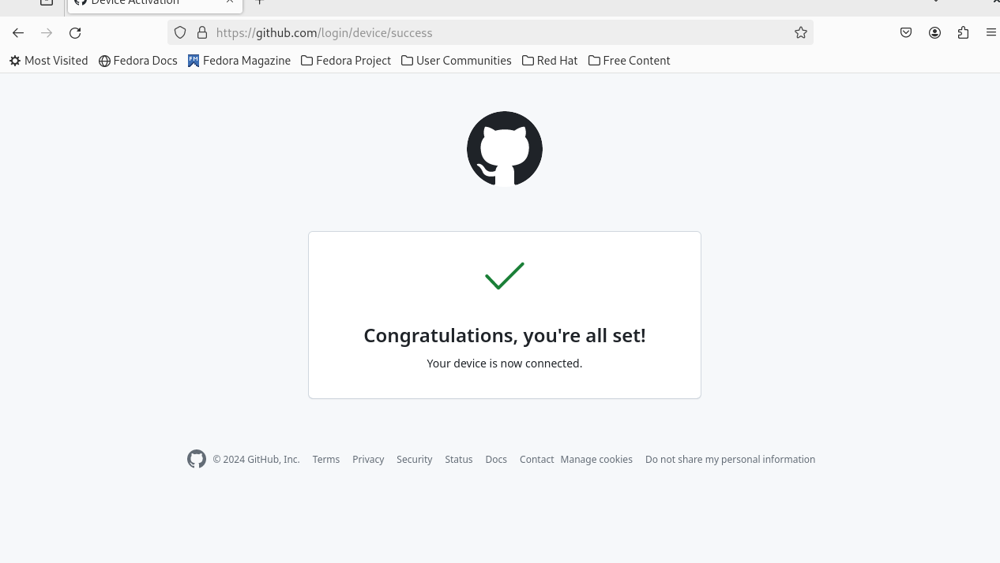 Device Activation
https://github.com/login/device/success
Most Visited Fedora Docs Fedora Magazine Fedora Project User Communities Red Hat Free Content
Congratulations, you're all set!
Your device is now connected.
© 2024 GitHub, Inc. Terms Privacy Security Status Docs Contact Manage cookies Do not share my personal information